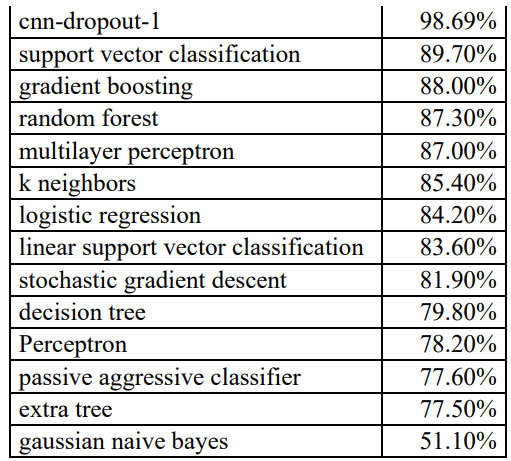 cnn-dropout-1 98.69%
support vector classification 89.70%
gradient boosting 88.00%
random forest 87.30%
multilayer perceptron 87.00%
k neighbors 85.40%
logistic regression 84.20%
linear support vector classification 83.60%
stochastic gradient descent 81.90%
decision tree 79.80%
Perceptron 78.20%
passive aggressive classifier 77.60%
extra tree 77.50%
gaussian naive bayes 51.10%